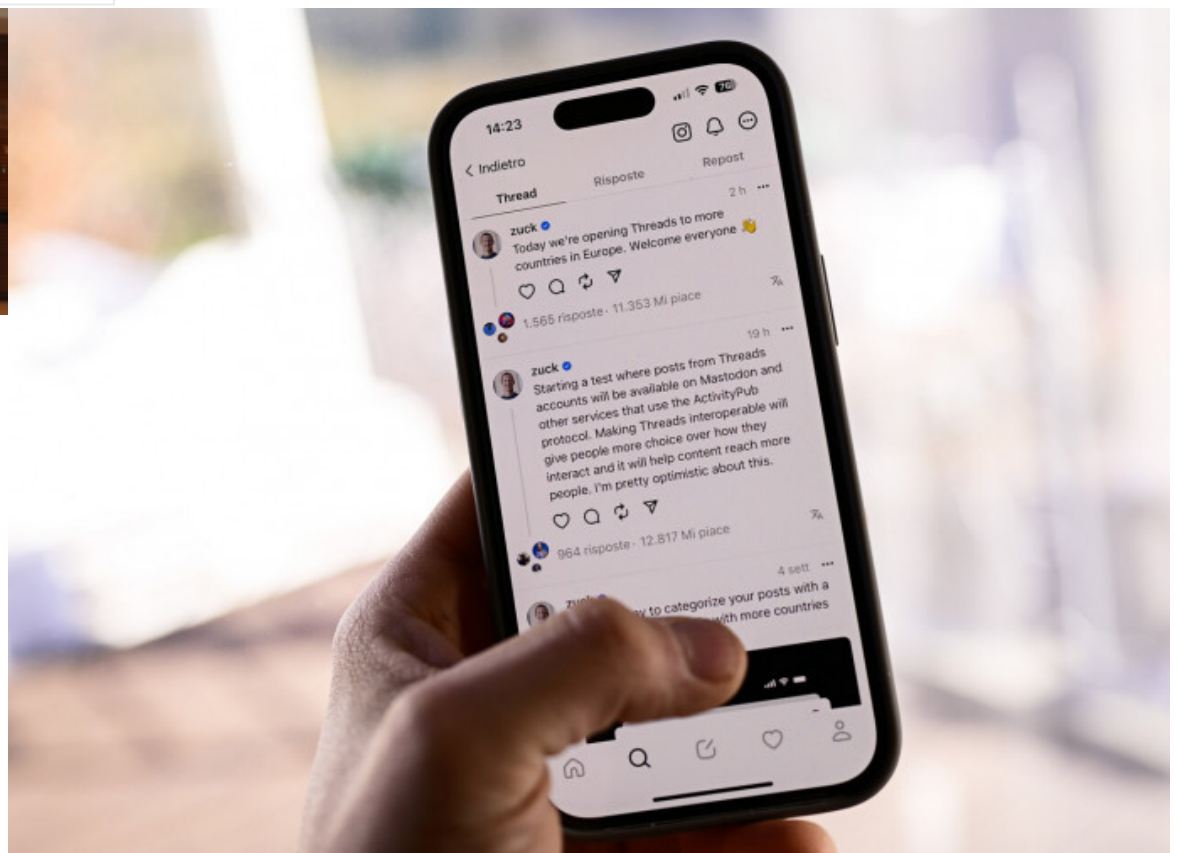 14:23
76
Indietro
Thread Risposte Repost
zuck 2 h
Today we're opening Threads to more
countries in Europe. Welcome everyone 👋
1.565 risposte · 11.353 Mi piace
zuck 19 h
Starting a test where posts from Threads
accounts will be available on Mastodon and
other services that use the ActivityPub
protocol. Making Threads interoperable will
give people more choice over how they
interact and it will help content reach more
people. I'm pretty optimistic about this.
964 risposte · 12.817 Mi piace
4 sett
to categorize your posts with a
with more countries